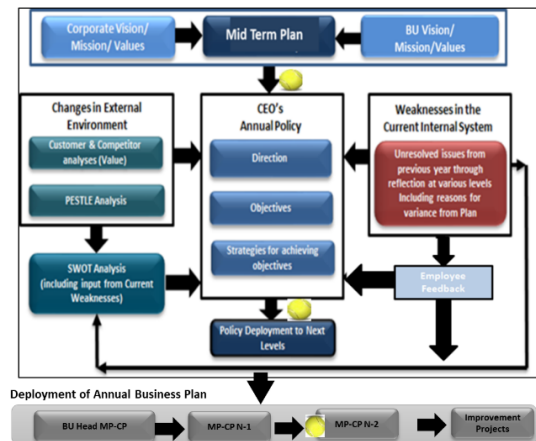 Corporate Vision/
Mission/ Values
Mid Term Plan
BU Vision/
Mission/Values
Changes in External
Environment
Customer & Competitor
analyses (Value)
PESTLE Analysis
SWOT Analysis
(including input from Current
Weaknesses)
CEO's
Annual Policy
Direction
Objectives
Strategies for achieving
objectives
Policy Deployment to Next
Levels
Weaknesses in the
Current Internal System
Unresolved issues from
previous year through
reflection at various levels
Including reasons for
variance from Plan
Employee
Feedback
Deployment of Annual Business Plan
BU Head MP-CP
MP-CP N-1
MP-CP N-2
Improvement
Projects